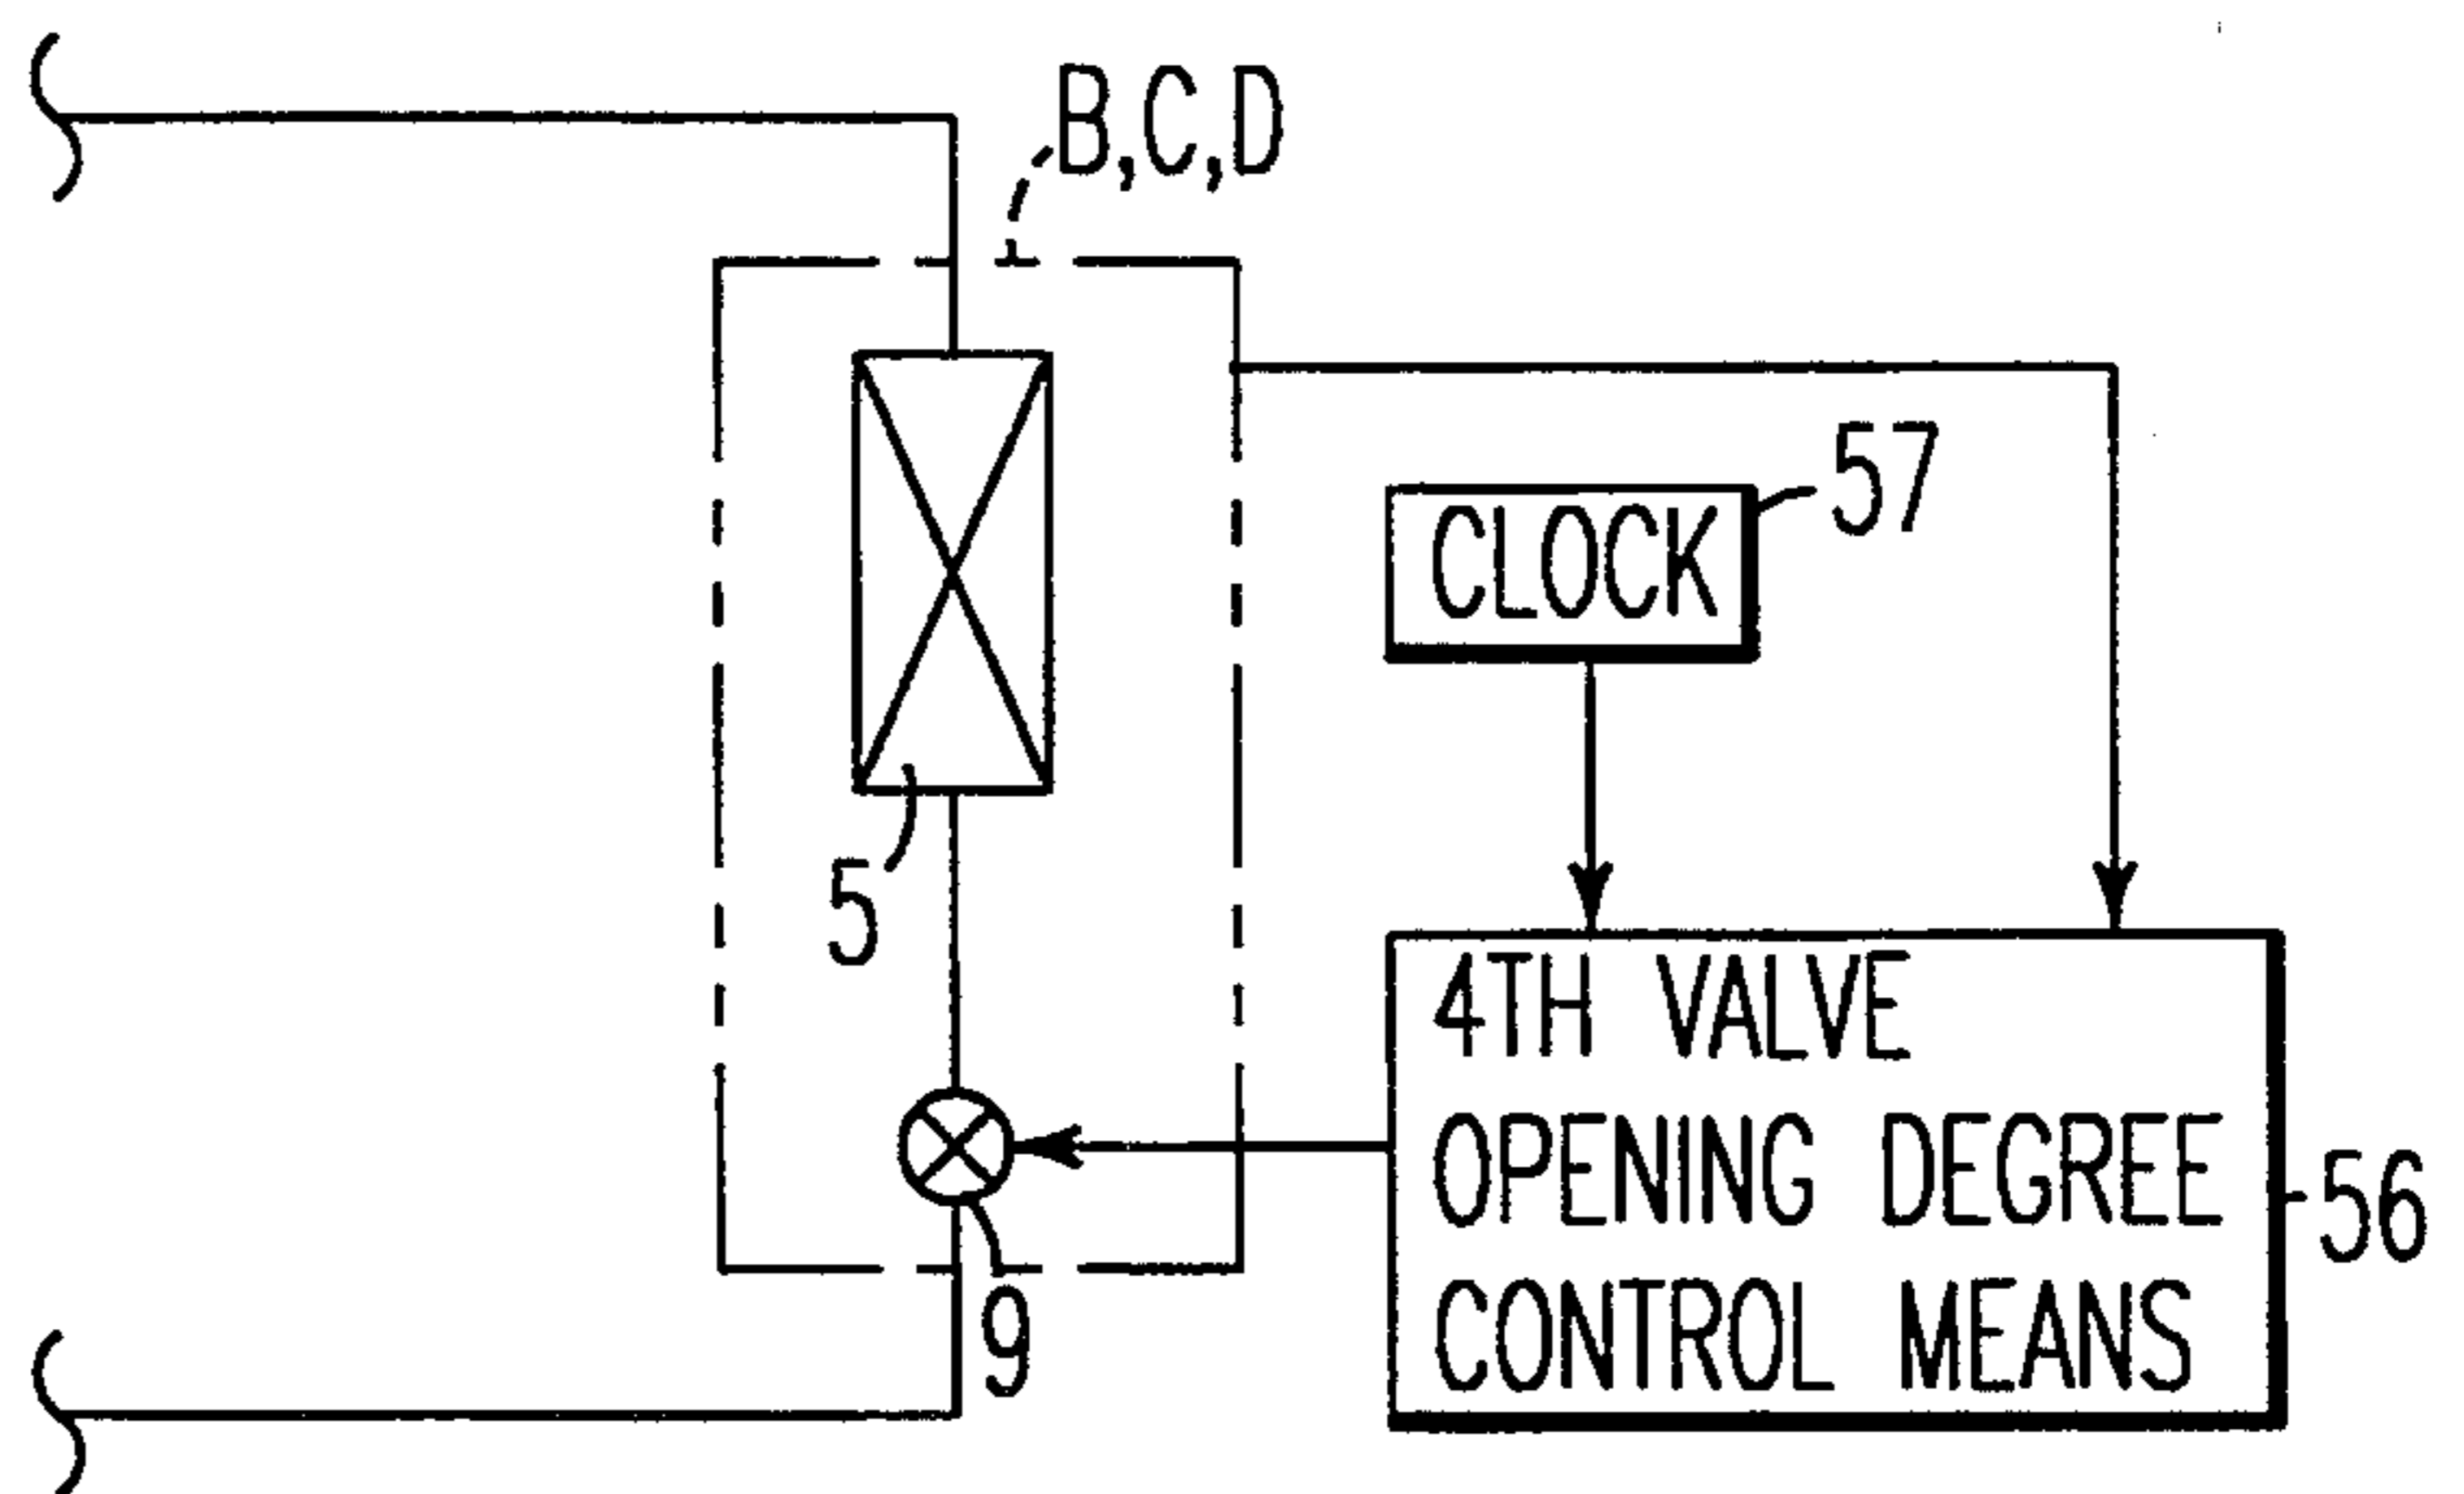 B,C,D
57
CLOCK
5
4TH VALVE
OPENING DEGREE
CONTROL MEANS
56
9